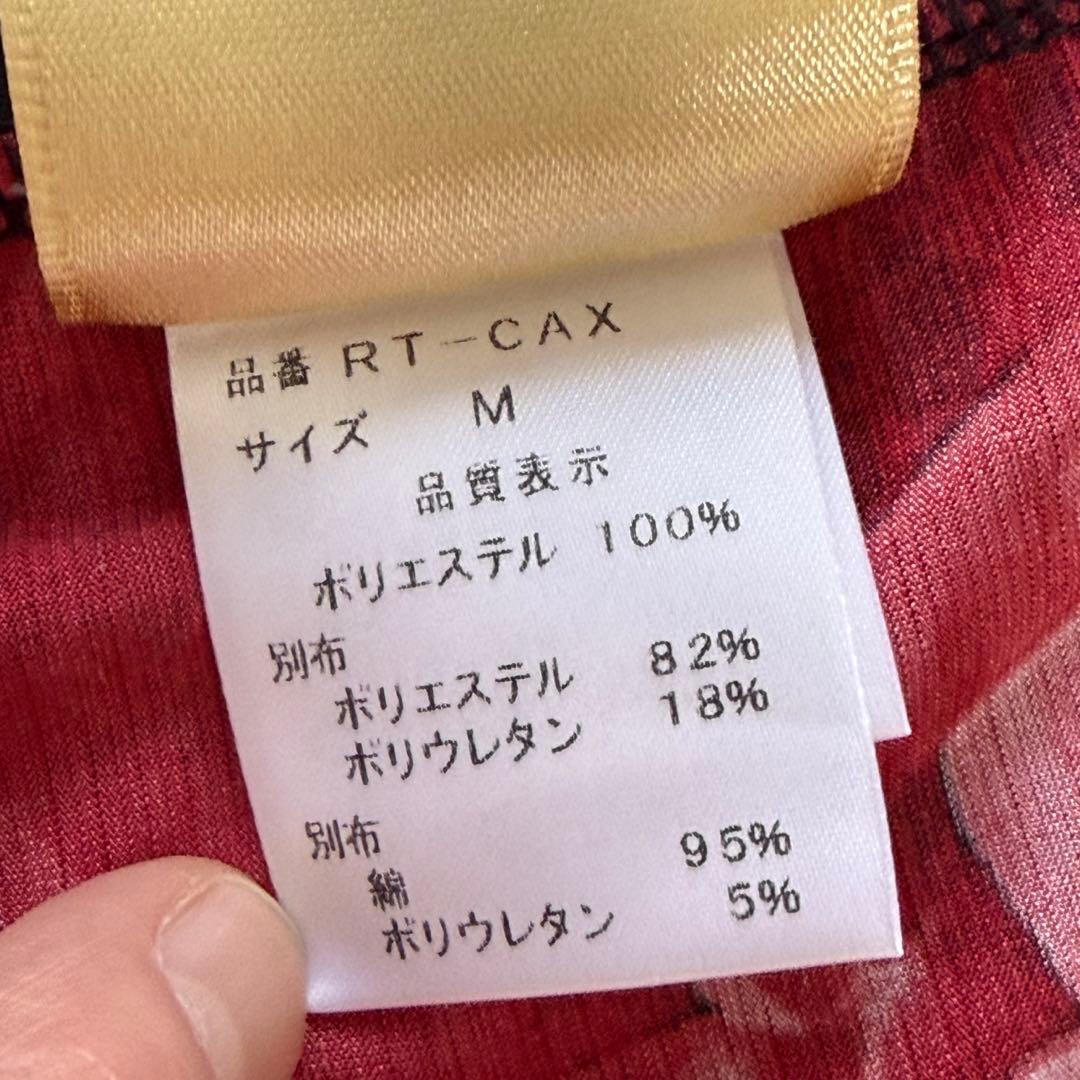 品番 RT-CAX
サイズ M
品質表示
ポリエステル 100%
別布
ポリエステル 82%
ポリウレタン 18%
別布
綿 95%
ポリウレタン 5%